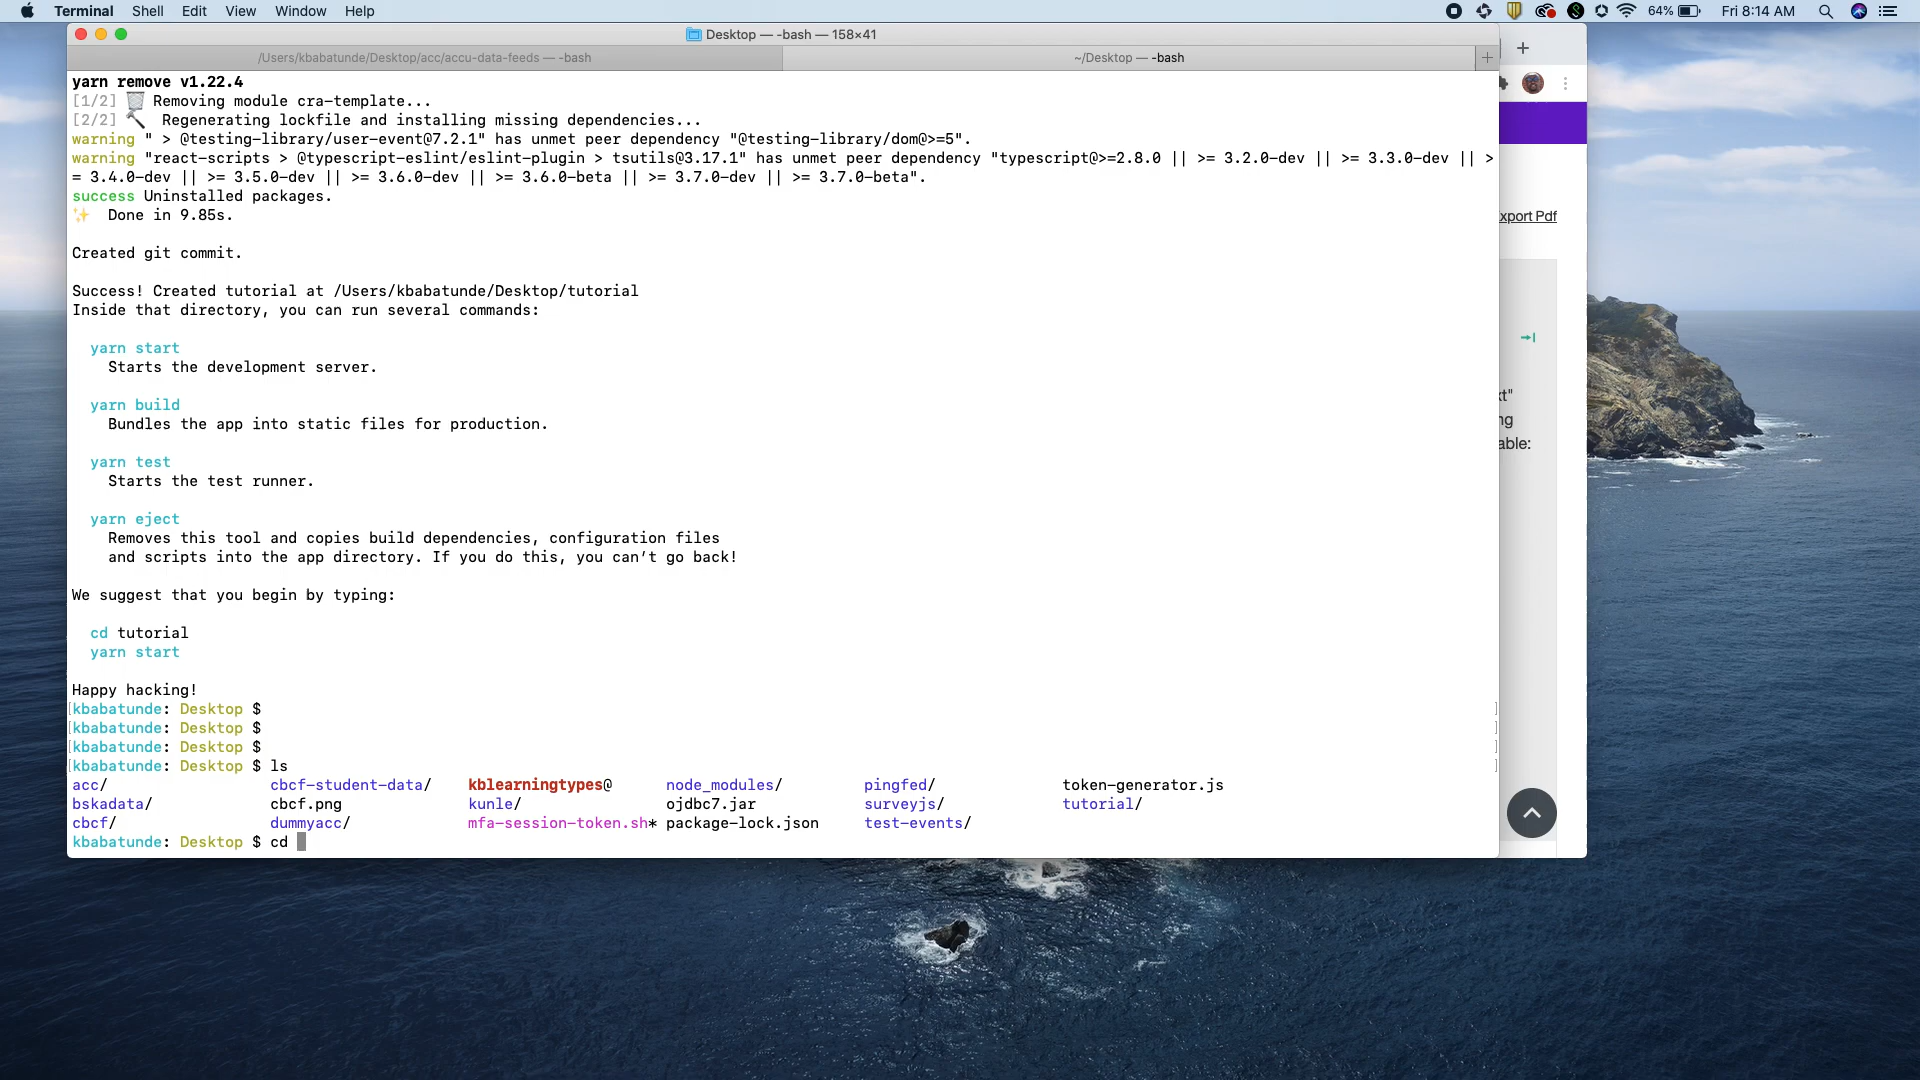 Terminal Shell Edit View Window Help 64% Fri 8:14 AM
Desktop — -bash — 158×41
/Users/kbabatunde/Desktop/acc/accu-data-feeds — -bash ~/Desktop — -bash
yarn remove v1.22.4
[1/2] Removing module cra-template...
[2/2] Regenerating lockfile and installing missing dependencies...
warning " > @testing-library/user-event@7.2.1" has unmet peer dependency "@testing-library/dom@>=5".
warning "react-scripts > @typescript-eslint/eslint-plugin > tsutils@3.17.1" has unmet peer dependency "typescript@>=2.8.0 || >= 3.2.0-dev || >= 3.3.0-dev || >
= 3.4.0-dev || >= 3.5.0-dev || >= 3.6.0-dev || >= 3.6.0-beta || >= 3.7.0-dev || >= 3.7.0-beta".
success Uninstalled packages.
Done in 9.85s.
xport Pdf
Created git commit.
Success! Created tutorial at /Users/kbabatunde/Desktop/tutorial
Inside that directory, you can run several commands:
yarn start
Starts the development server.
xt"
yarn build
Bundles the app into static files for production.
ng
able:
yarn test
Starts the test runner.
yarn eject
Removes this tool and copies build dependencies, configuration files
and scripts into the app directory. If you do this, you can’t go back!
We suggest that you begin by typing:
cd tutorial
yarn start
Happy hacking!
[kbabatunde: Desktop $ ]
[kbabatunde: Desktop $ ]
[kbabatunde: Desktop $ ]
[kbabatunde: Desktop $ ls ]
acc/ cbcf-student-data/ kblearningtypes@ node_modules/ pingfed/ token-generator.js
bskadata/ cbcf.png kunle/ ojdbc7.jar surveyjs/ tutorial/
cbcf/ dummyacc/ mfa-session-token.sh* package-lock.json test-events/
kbabatunde: Desktop $ cd